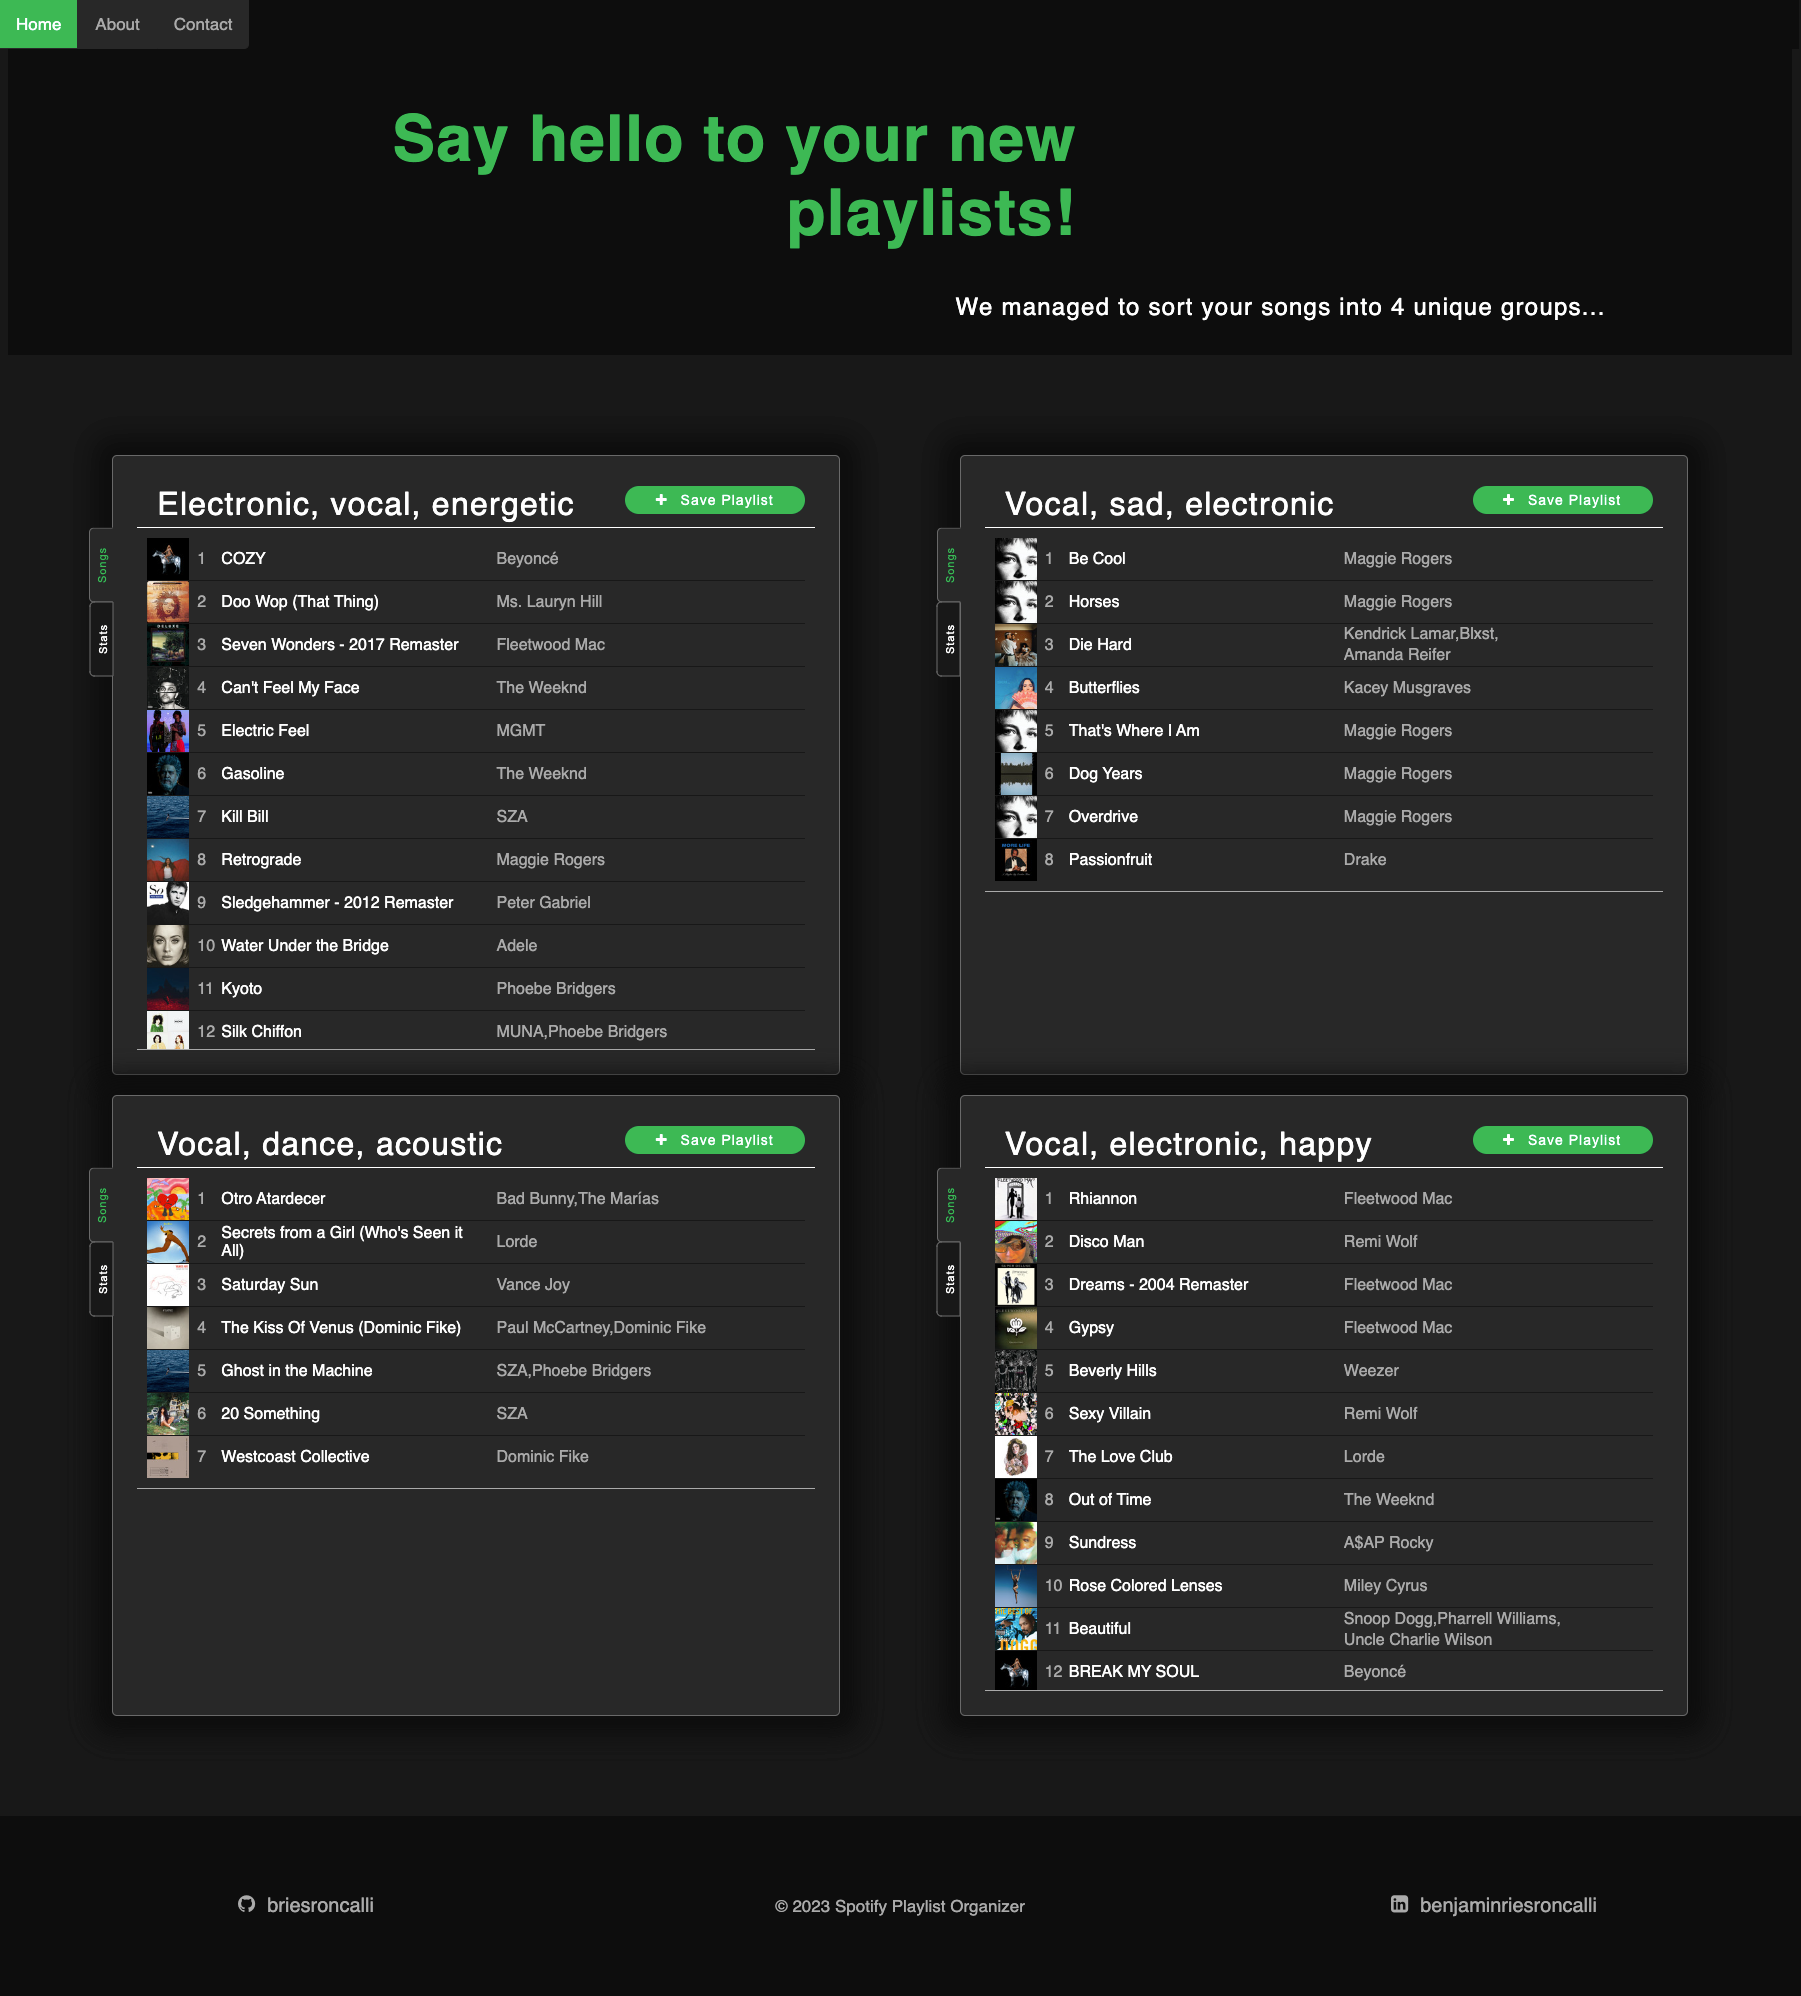 Home About Contact
Say hello to your new
playlists!
We managed to sort your songs into 4 unique groups...
Electronic, vocal, energetic
Save Playlist
Songs
Stats
1 COZY Beyoncé
2 Doo Wop (That Thing) Ms. Lauryn Hill
3 Seven Wonders - 2017 Remaster Fleetwood Mac
4 Can't Feel My Face The Weeknd
5 Electric Feel MGMT
6 Gasoline The Weeknd
7 Kill Bill SZA
8 Retrograde Maggie Rogers
9 Sledgehammer - 2012 Remaster Peter Gabriel
10 Water Under the Bridge Adele
11 Kyoto Phoebe Bridgers
12 Silk Chiffon MUNA,Phoebe Bridgers
Vocal, sad, electronic
Save Playlist
Songs
Stats
1 Be Cool Maggie Rogers
2 Horses Maggie Rogers
3 Die Hard Kendrick Lamar,Blxst,
Amanda Reifer
4 Butterflies Kacey Musgraves
5 That's Where I Am Maggie Rogers
6 Dog Years Maggie Rogers
7 Overdrive Maggie Rogers
8 Passionfruit Drake
Vocal, dance, acoustic
Save Playlist
Songs
Stats
1 Otro Atardecer Bad Bunny,The Marías
2 Secrets from a Girl (Who's Seen it
All) Lorde
3 Saturday Sun Vance Joy
4 The Kiss Of Venus (Dominic Fike) Paul McCartney,Dominic Fike
5 Ghost in the Machine SZA,Phoebe Bridgers
6 20 Something SZA
7 Westcoast Collective Dominic Fike
Vocal, electronic, happy
Save Playlist
Songs
Stats
1 Rhiannon Fleetwood Mac
2 Disco Man Remi Wolf
3 Dreams - 2004 Remaster Fleetwood Mac
4 Gypsy Fleetwood Mac
5 Beverly Hills Weezer
6 Sexy Villain Remi Wolf
7 The Love Club Lorde
8 Out of Time The Weeknd
9 Sundress A$AP Rocky
10 Rose Colored Lenses Miley Cyrus
11 Beautiful Snoop Dogg,Pharrell Williams,
Uncle Charlie Wilson
12 BREAK MY SOUL Beyoncé
briesroncalli
© 2023 Spotify Playlist Organizer
benjaminriesroncalli